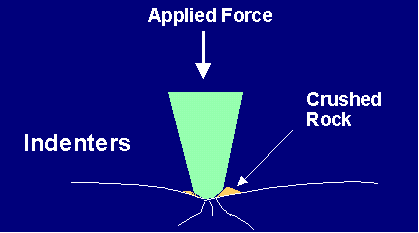 Applied Force
Crushed
Rock
Indenters